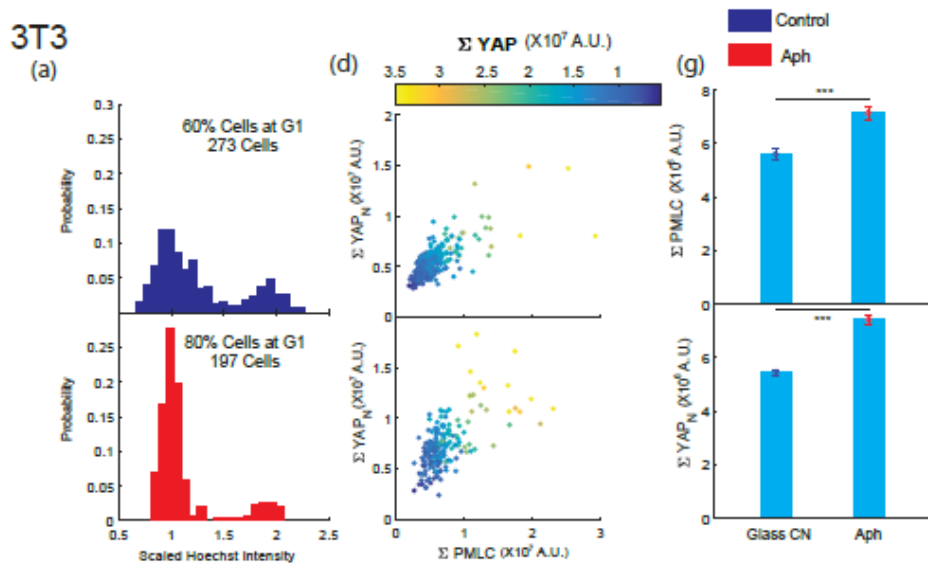 3T3
(a)
0.3
0.25
0.2
0.15
0.1
0.05
0
Probability
60% Cells at G1
273 Cells
0.25
0.2
0.15
0.1
0.05
0
Probability
80% Cells at G1
197 Cells
0.5 1 1.5 2 2.5
Scaled Hoechst Intensity
(d)
Σ YAP (X10⁷ A.U.)
3.5 3 2.5 2 1.5 1
2
1.5
1
0.5
0
Σ YAP_N (X10⁷ A.U.)
2
1.5
1
0.5
0
Σ YAP_N (X10⁷ A.U.)
0 1 2 3
Σ PMLC (X10⁷ A.U.)
(g)
Control
Aph
8
6
4
2
0
Σ PMLC (X10⁶ A.U.)
***
6
4
2
0
Σ YAP_N (X10⁶ A.U.)
***
Glass CN Aph